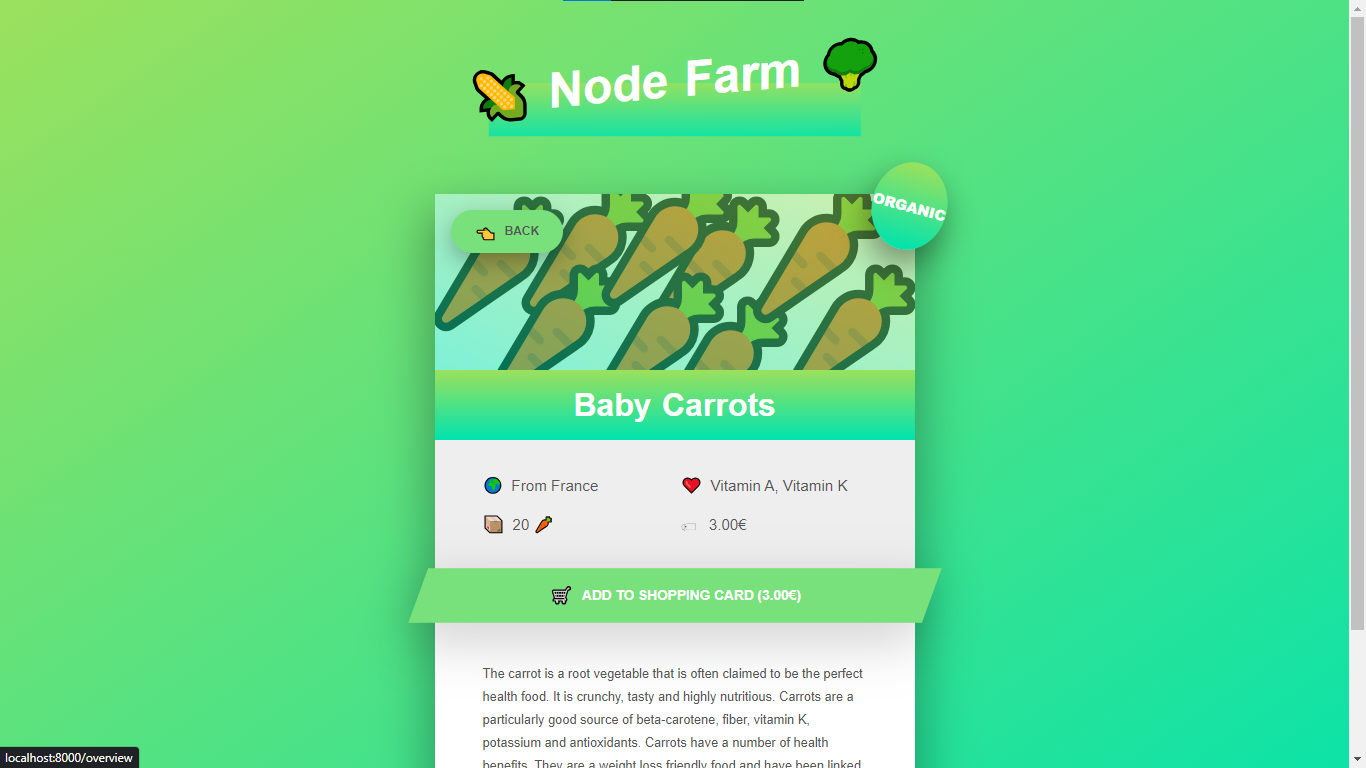 Node Farm
ORGANIC
BACK
Baby Carrots
From France
Vitamin A, Vitamin K
20
3.00€
ADD TO SHOPPING CARD (3.00€)
The carrot is a root vegetable that is often claimed to be the perfect
health food. It is crunchy, tasty and highly nutritious. Carrots are a
particularly good source of beta-carotene, fiber, vitamin K,
potassium and antioxidants. Carrots have a number of health
benefits. They are a weight loss friendly food and have been linked
localhost:8000/overview